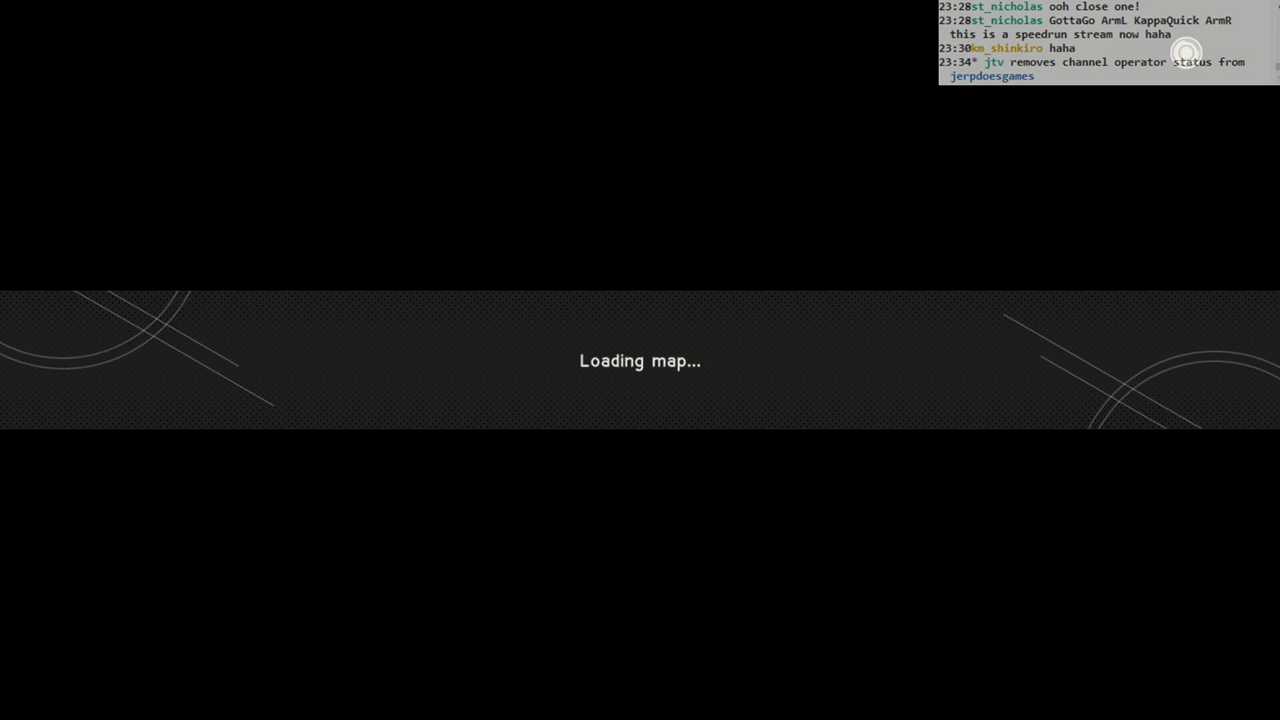 23:28st_nicholas ooh close one!
23:28st_nicholas GottaGo ArmL KappaQuick ArmR
this is a speedrun stream now haha
23:30km_shinkiro haha
23:34* jtv removes channel operator status from
jerpdoesgames
Loading map...